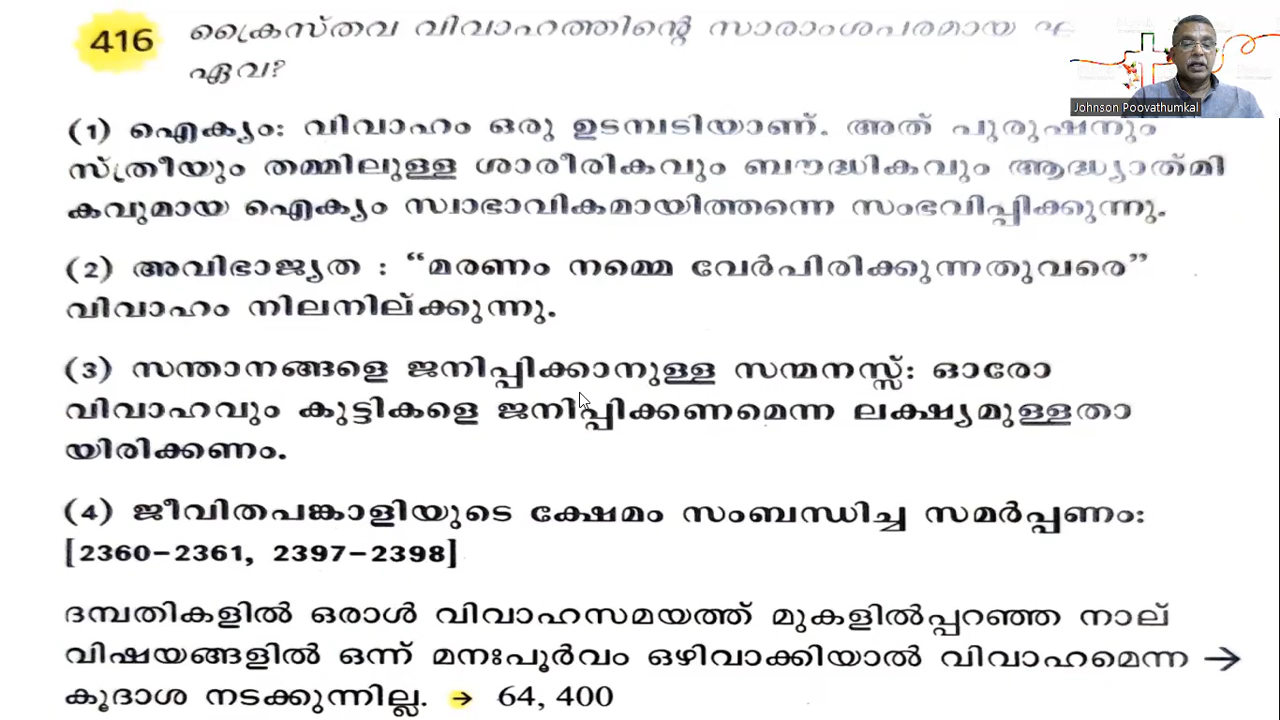 416 ക്രൈസ്തവ വിവാഹത്തിന്റെ സാരാംശപരമായ
ഏവ?
Johnson Poovathumkal
(1) ഐക്യം: വിവാഹം ഒരു ഉടമ്പടിയാണ്. അത് പുരുഷനും
സ്ത്രീയും തമ്മിലുള്ള ശാരീരികവും ബൗദ്ധികവും ആദ്ധ്യാത്മി
കവുമായ ഐക്യം സ്വാഭാവികമായിത്തന്നെ സംഭവിപ്പിക്കുന്നു.
(2) അവിഭാജ്യത : “മരണം നമ്മെ വേർപിരിക്കുന്നതുവരെ”
വിവാഹം നിലനില്ക്കുന്നു.
(3) സന്താനങ്ങളെ ജനിപ്പിക്കാനുള്ള സന്മനസ്സ്: ഓരോ
വിവാഹവും കുട്ടികളെ ജനിപ്പിക്കണമെന്ന ലക്ഷ്യമുള്ളതാ
യിരിക്കണം.
(4) ജീവിതപങ്കാളിയുടെ ക്ഷേമം സംബന്ധിച്ച സമർപ്പണം:
[2360-2361, 2397-2398]
ദമ്പതികളിൽ ഒരാൾ വിവാഹസമയത്ത് മുകളിൽപ്പറഞ്ഞ നാല്
വിഷയങ്ങളിൽ ഒന്ന് മനഃപൂർവം ഒഴിവാക്കിയാൽ വിവാഹമെന്ന →
കൂദാശ നടക്കുന്നില്ല. → 64, 400